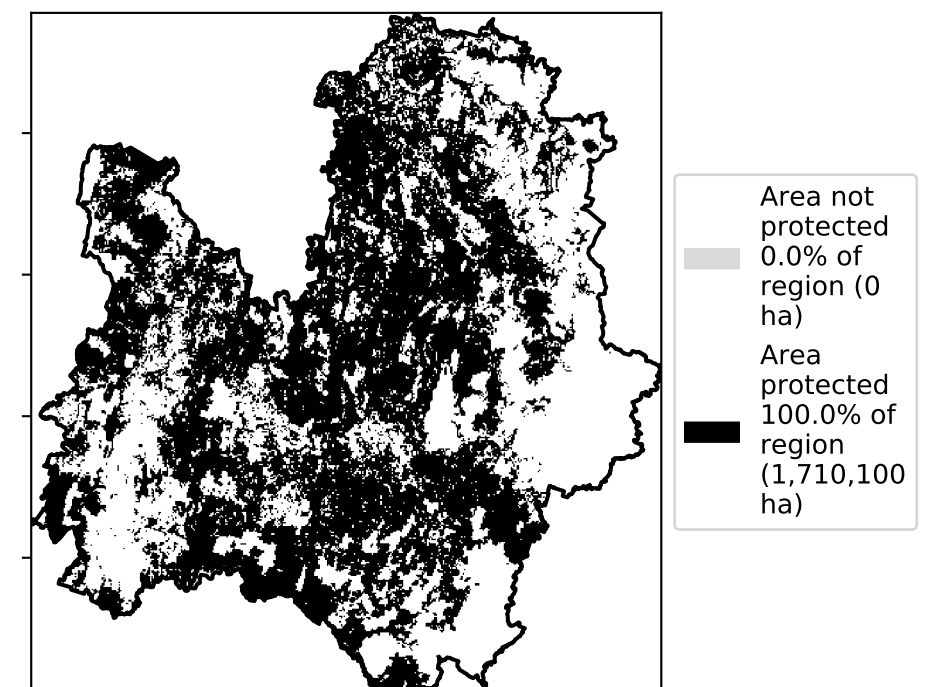 Area not
protected
0.0% of
region (0
ha)
Area
protected
100.0% of
region
(1,710,100
ha)